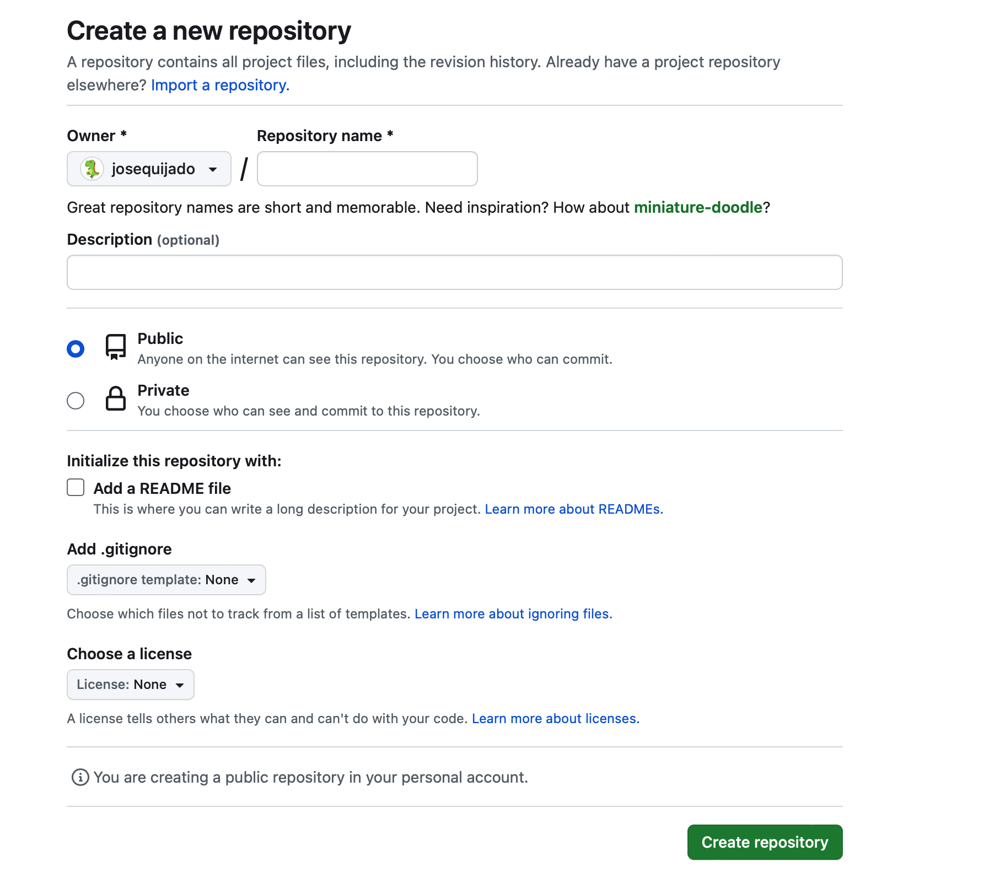 Create a new repository
A repository contains all project files, including the revision history. Already have a project repository
elsewhere? Import a repository.
Owner * Repository name *
josequijado /
Great repository names are short and memorable. Need inspiration? How about miniature-doodle?
Description (optional)
Public
Anyone on the internet can see this repository. You choose who can commit.
Private
You choose who can see and commit to this repository.
Initialize this repository with:
Add a README file
This is where you can write a long description for your project. Learn more about READMEs.
Add .gitignore
.gitignore template: None
Choose which files not to track from a list of templates. Learn more about ignoring files.
Choose a license
License: None
A license tells others what they can and can't do with your code. Learn more about licenses.
You are creating a public repository in your personal account.
Create repository